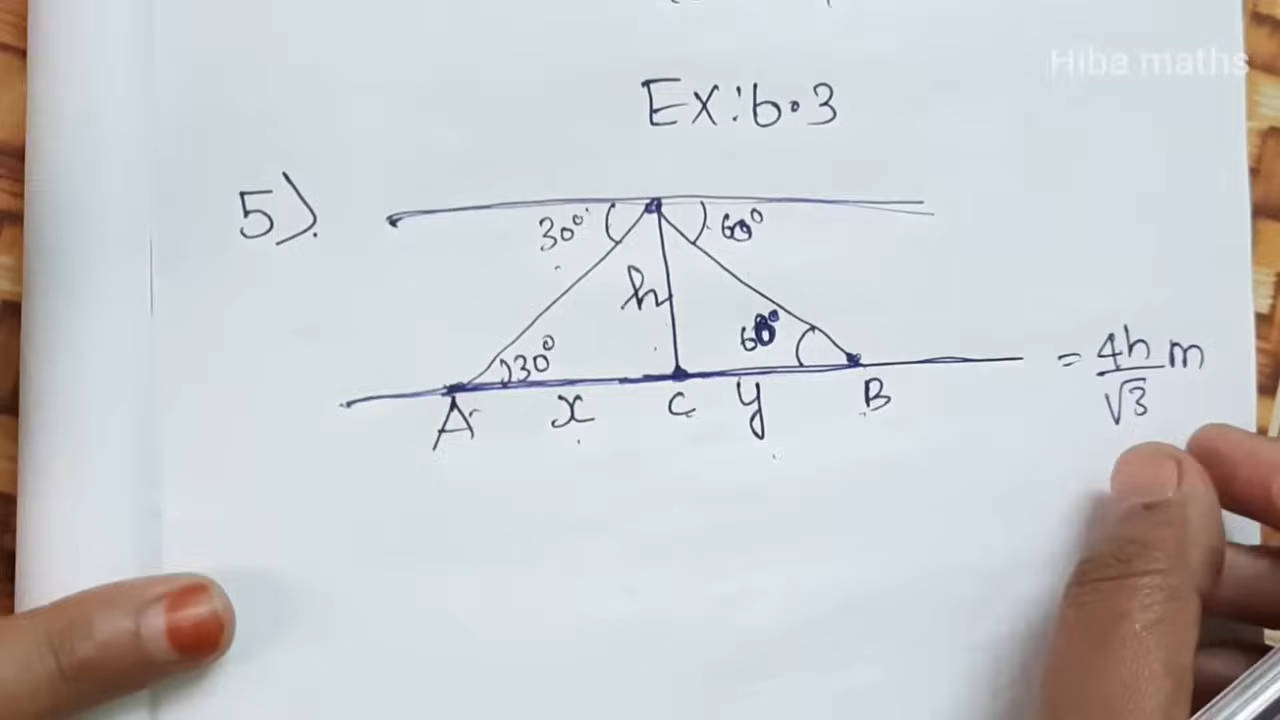 Hiba maths
Ex:6.3
5).
30° 60°
h
30° 60°
A x C y B
= 4h/√3 m